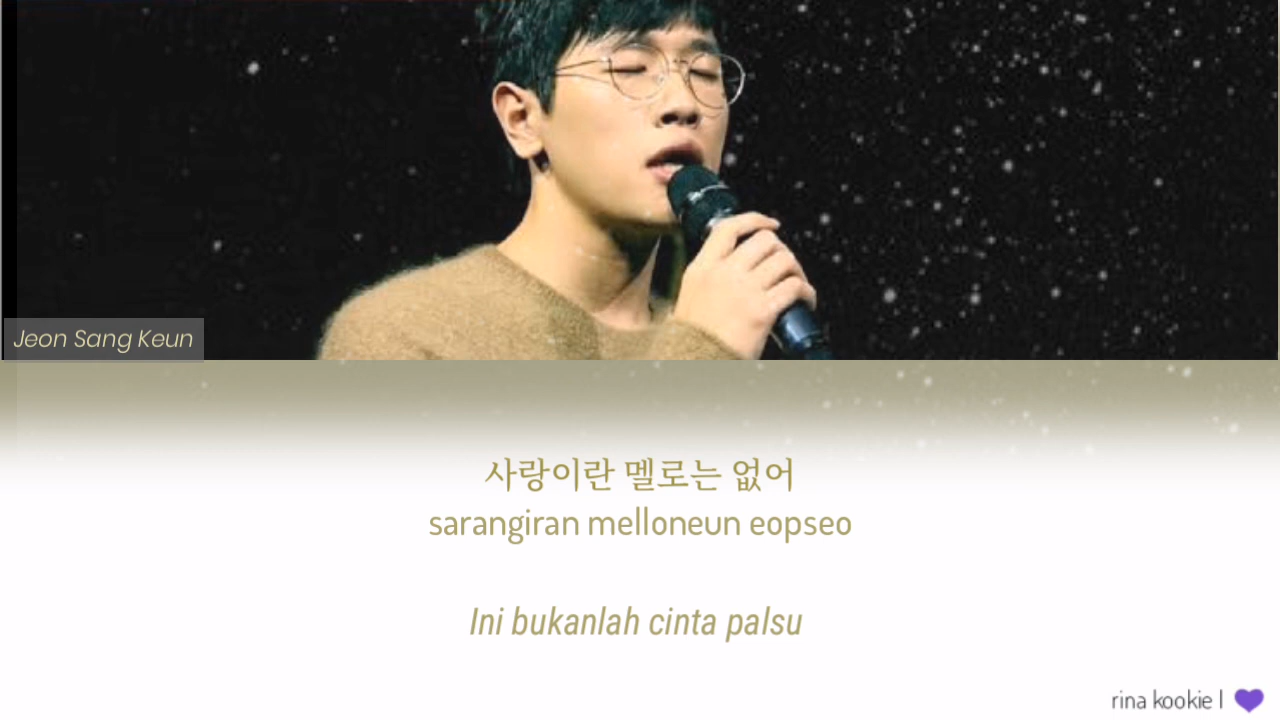 Jeon Sang Keun
사랑이란 멜로는 없어
sarangiran melloneun eopseo
Ini bukanlah cinta palsu
rina kookie l 💜